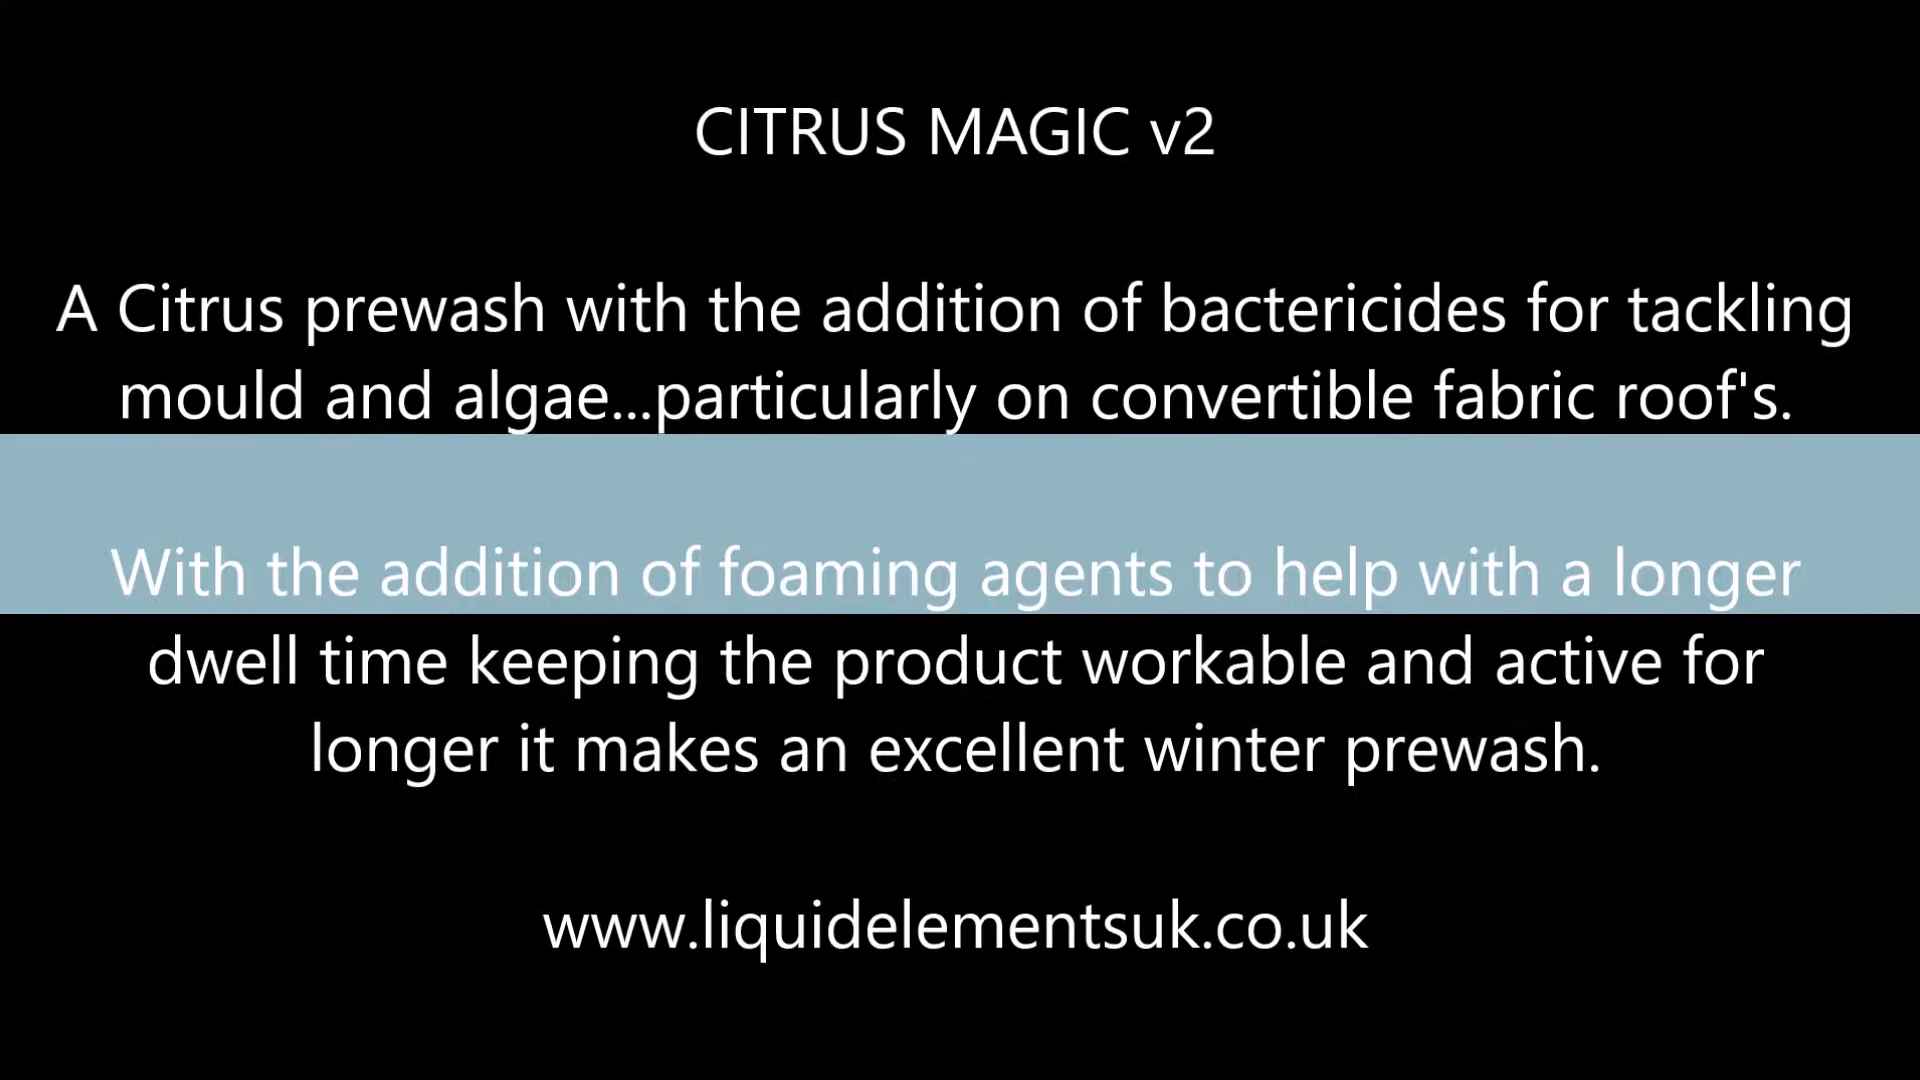 CITRUS MAGIC v2
A Citrus prewash with the addition of bactericides for tackling
mould and algae...particularly on convertible fabric roof's.
With the addition of foaming agents to help with a longer
dwell time keeping the product workable and active for
longer it makes an excellent winter prewash.
www.liquidelementsuk.co.uk